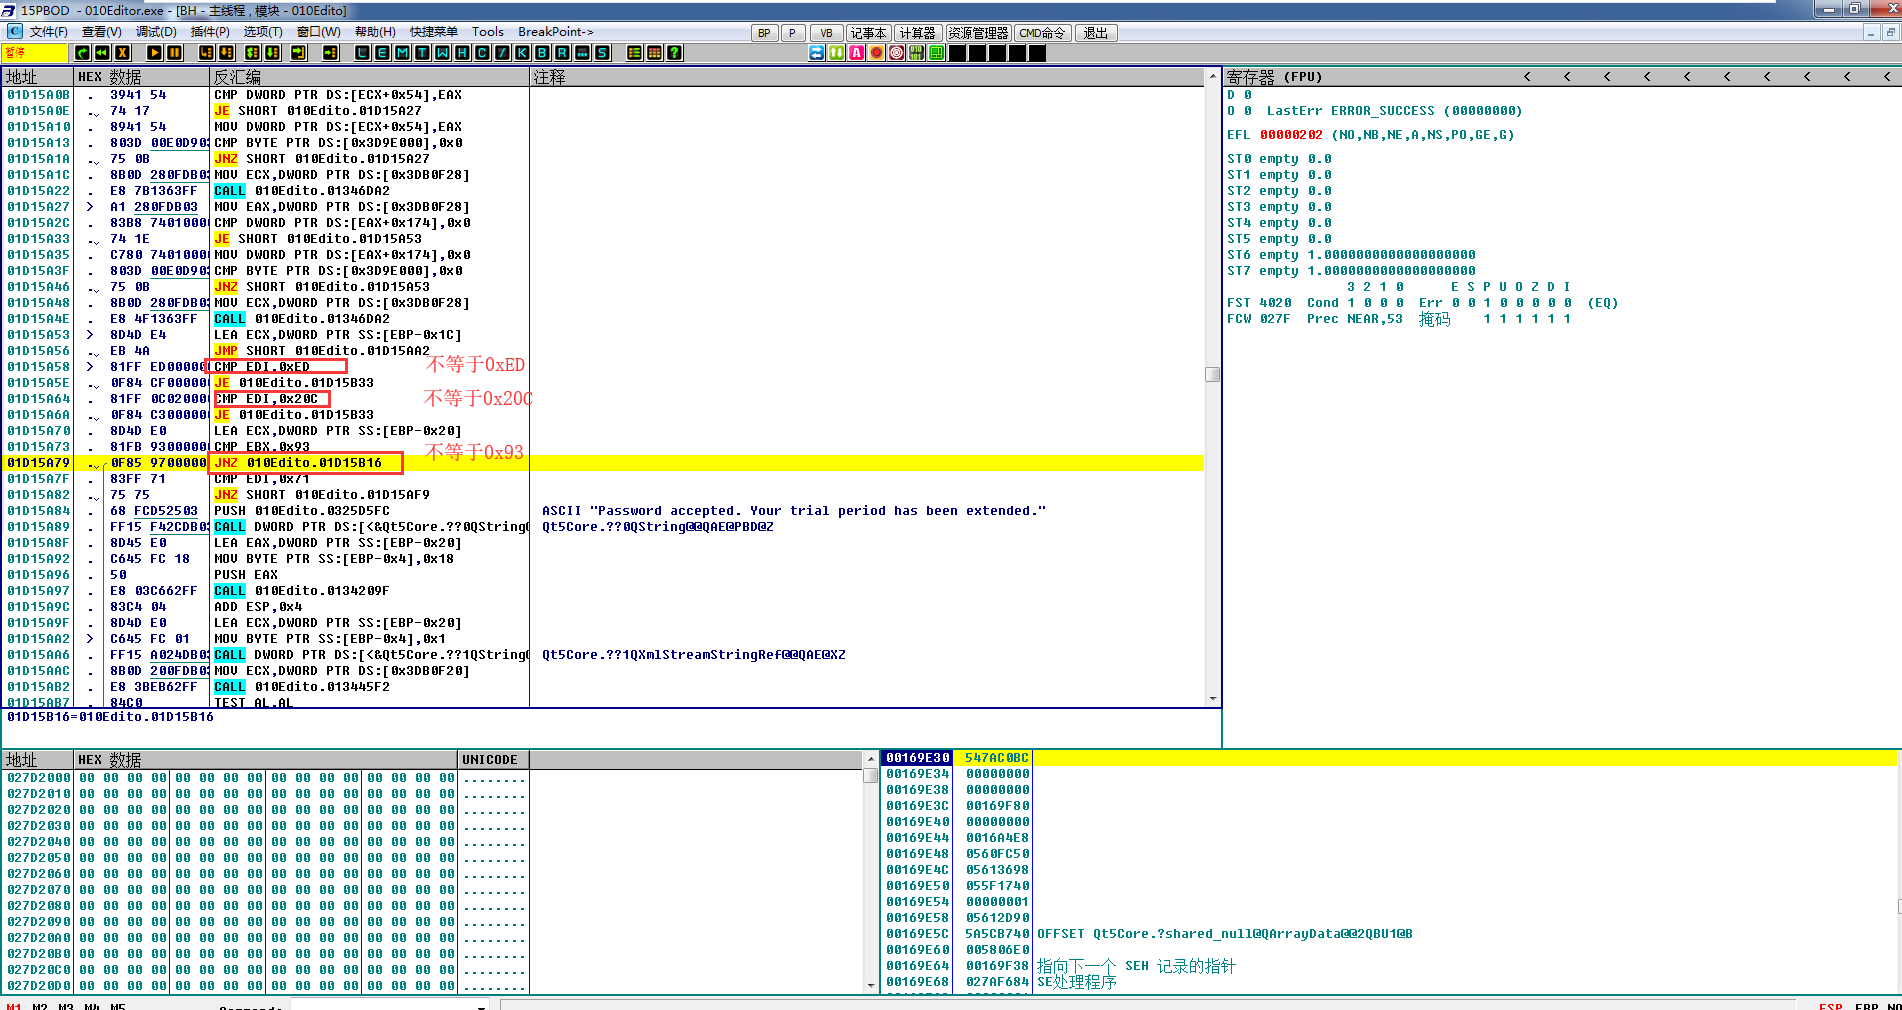 15PBOD - 010Editor.exe - [BH - 主线程 , 模块 - 010Edito]
文件(F) 查看(V) 调试(D) 插件(P) 选项(T) 窗口(W) 帮助(H) 快捷菜单 Tools BreakPoint-> BP P VB 记事本 计算器 资源管理器 CMD命令 退出
暂停 L E M T W H C / K B R ... S ?
地址 HEX 数据 反汇编 注释
01D15A0B . 3941 54 CMP DWORD PTR DS:[ECX+0x54],EAX
01D15A0E . 74 17 JE SHORT 010Edito.01D15A27
01D15A10 . 8941 54 MOV DWORD PTR DS:[ECX+0x54],EAX
01D15A13 . 803D 00E0D903 CMP BYTE PTR DS:[0x3D9E000],0x0
01D15A1A . 75 0B JNZ SHORT 010Edito.01D15A27
01D15A1C . 8B0D 280FDB03 MOV ECX,DWORD PTR DS:[0x3DB0F28]
01D15A22 . E8 7B1363FF CALL 010Edito.01346DA2
01D15A27 > A1 280FDB03 MOV EAX,DWORD PTR DS:[0x3DB0F28]
01D15A2C . 83B8 7401000 CMP DWORD PTR DS:[EAX+0x174],0x0
01D15A33 . 74 1E JE SHORT 010Edito.01D15A53
01D15A35 . C780 7401000 MOV DWORD PTR DS:[EAX+0x174],0x0
01D15A3F . 803D 00E0D903 CMP BYTE PTR DS:[0x3D9E000],0x0
01D15A46 . 75 0B JNZ SHORT 010Edito.01D15A53
01D15A48 . 8B0D 280FDB03 MOV ECX,DWORD PTR DS:[0x3DB0F28]
01D15A4E . E8 4F1363FF CALL 010Edito.01346DA2
01D15A53 > 8D4D E4 LEA ECX,DWORD PTR SS:[EBP-0x1C]
01D15A56 . EB 4A JMP SHORT 010Edito.01D15AA2
01D15A58 > 81FF ED00000 CMP EDI,0xED 不等于0xED
01D15A5E . 0F84 CF00000 JE 010Edito.01D15B33
01D15A64 . 81FF 0C02000 CMP EDI,0x20C 不等于0x20C
01D15A6A . 0F84 C300000 JE 010Edito.01D15B33
01D15A70 . 8D4D E0 LEA ECX,DWORD PTR SS:[EBP-0x20]
01D15A73 . 81FB 9300000 CMP EBX,0x93 不等于0x93
01D15A79 . 0F85 9700000 JNZ 010Edito.01D15B16
01D15A7F . 83FF 71 CMP EDI,0x71
01D15A82 . 75 75 JNZ SHORT 010Edito.01D15AF9
01D15A84 . 68 FCD52503 PUSH 010Edito.0325D5FC ASCII "Password accepted. Your trial period has been extended."
01D15A89 . FF15 F42CDB03 CALL DWORD PTR DS:[<&Qt5Core.??0QString@ Qt5Core.??0QString@@QAE@PBD@Z
01D15A8F . 8D45 E0 LEA EAX,DWORD PTR SS:[EBP-0x20]
01D15A92 . C645 FC 18 MOV BYTE PTR SS:[EBP-0x4],0x18
01D15A96 . 50 PUSH EAX
01D15A97 . E8 03C662FF CALL 010Edito.0134209F
01D15A9C . 83C4 04 ADD ESP,0x4
01D15A9F . 8D4D E0 LEA ECX,DWORD PTR SS:[EBP-0x20]
01D15AA2 > C645 FC 01 MOV BYTE PTR SS:[EBP-0x4],0x1
01D15AA6 . FF15 A024DB03 CALL DWORD PTR DS:[<&Qt5Core.??1QString@ Qt5Core.??1QXmlStreamStringRef@@QAE@XZ
01D15AAC . 8B0D 200FDB03 MOV ECX,DWORD PTR DS:[0x3DB0F20]
01D15AB2 . E8 3BEB62FF CALL 010Edito.013445F2
01D15AB7 . 84C0 TEST AL,AL
01D15B16=010Edito.01D15B16
寄存器 (FPU) < < < < < < < < < <
D 0
O 0 LastErr ERROR_SUCCESS (00000000)
EFL 00000202 (NO,NB,NE,A,NS,PO,GE,G)
ST0 empty 0.0
ST1 empty 0.0
ST2 empty 0.0
ST3 empty 0.0
ST4 empty 0.0
ST5 empty 0.0
ST6 empty 1.0000000000000000000
ST7 empty 1.0000000000000000000
3 2 1 0 E S P U O Z D I
FST 4020 Cond 1 0 0 0 Err 0 0 1 0 0 0 0 0 (EQ)
FCW 027F Prec NEAR,53 掩码 1 1 1 1 1 1
地址 HEX 数据 UNICODE
027D2000 00 00 00 00 00 00 00 00 00 00 00 00 00 00 00 00 ........
027D2010 00 00 00 00 00 00 00 00 00 00 00 00 00 00 00 00 ........
027D2020 00 00 00 00 00 00 00 00 00 00 00 00 00 00 00 00 ........
027D2030 00 00 00 00 00 00 00 00 00 00 00 00 00 00 00 00 ........
027D2040 00 00 00 00 00 00 00 00 00 00 00 00 00 00 00 00 ........
027D2050 00 00 00 00 00 00 00 00 00 00 00 00 00 00 00 00 ........
027D2060 00 00 00 00 00 00 00 00 00 00 00 00 00 00 00 00 ........
027D2070 00 00 00 00 00 00 00 00 00 00 00 00 00 00 00 00 ........
027D2080 00 00 00 00 00 00 00 00 00 00 00 00 00 00 00 00 ........
027D2090 00 00 00 00 00 00 00 00 00 00 00 00 00 00 00 00 ........
027D20A0 00 00 00 00 00 00 00 00 00 00 00 00 00 00 00 00 ........
027D20B0 00 00 00 00 00 00 00 00 00 00 00 00 00 00 00 00 ........
027D20C0 00 00 00 00 00 00 00 00 00 00 00 00 00 00 00 00 ........
027D20D0 00 00 00 00 00 00 00 00 00 00 00 00 00 00 00 00 ........
00169E30 547AC0BC
00169E34 00000000
00169E38 00000000
00169E3C 00169F80
00169E40 00000000
00169E44 0016A4E8
00169E48 0560FC50
00169E4C 05613698
00169E50 055F1740
00169E54 00000001
00169E58 05612D90
00169E5C 5A5CB740 OFFSET Qt5Core.?shared_null@QArrayData@@2QBU1@B
00169E60 005806E0
00169E64 00169F38 指向下一个 SEH 记录的指针
00169E68 027AF684 SE处理程序
M1 M2 M3 M4 M5 Command: ESP EBP NO